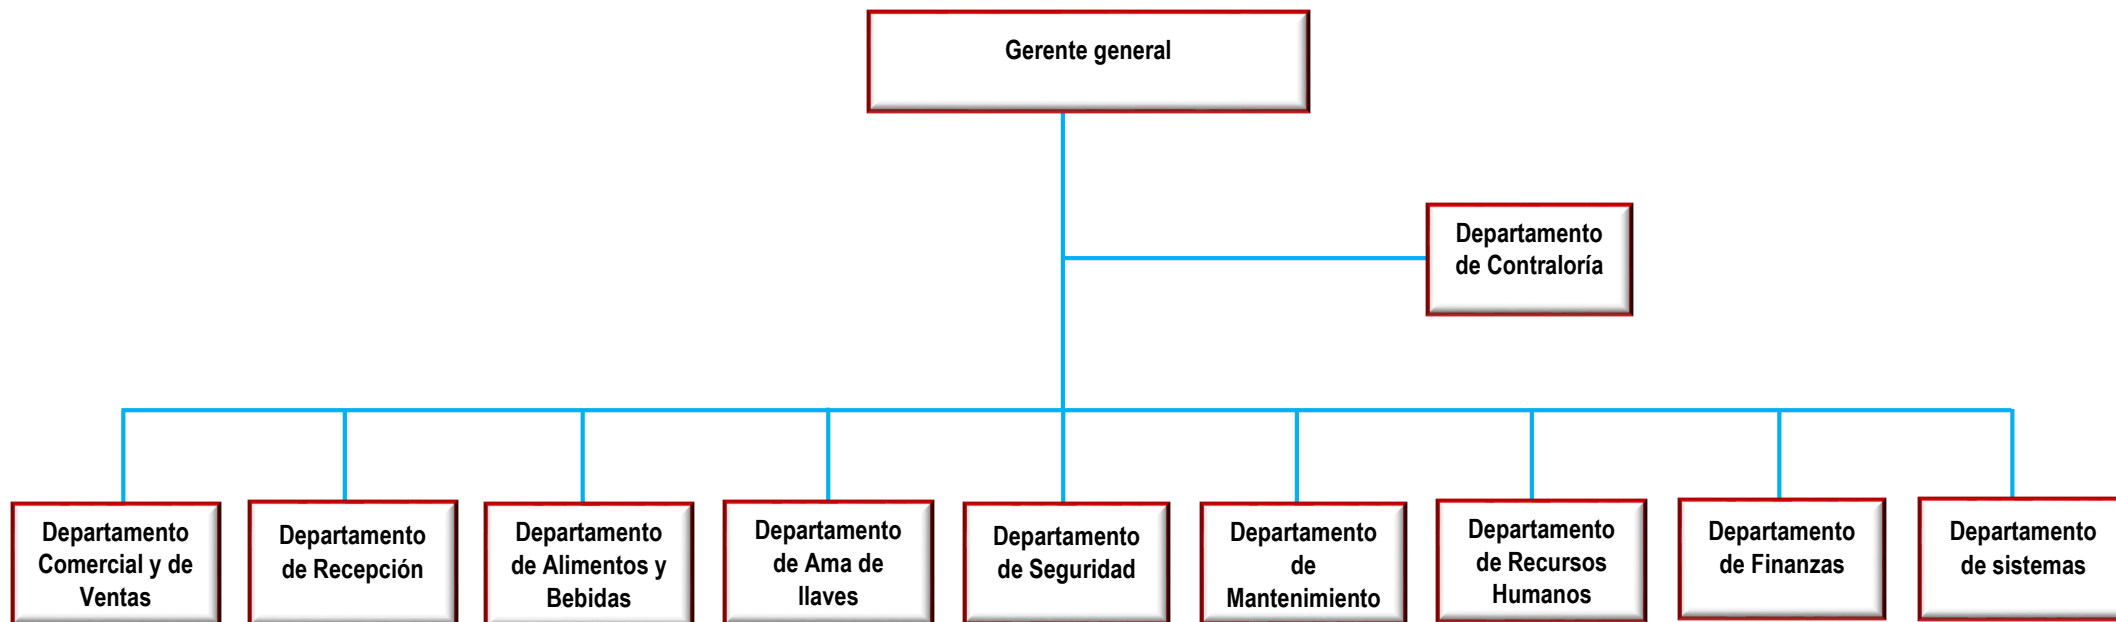 Gerente general
Departamento
de Contraloría
Departamento
Comercial y de
Ventas
Departamento
de Recepción
Departamento
de Alimentos y
Bebidas
Departamento
de Ama de
llaves
Departamento
de Seguridad
Departamento
de
Mantenimiento
Departamento
de Recursos
Humanos
Departamento
de Finanzas
Departamento
de sistemas